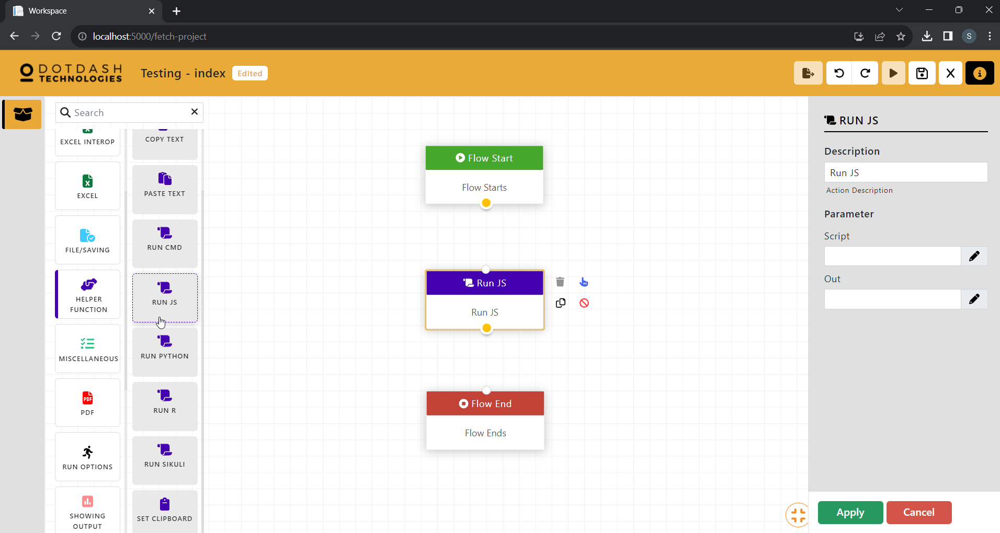 Workspace
localhost:5000/fetch-project
S
DOTDASH
TECHNOLOGIES
Testing - index
Edited
Search
EXCEL INTEROP
EXCEL
FILE/SAVING
HELPER
FUNCTION
MISCELLANEOUS
PDF
PDF
RUN OPTIONS
SHOWING
OUTPUT
COPY TEXT
PASTE TEXT
RUN CMD
RUN JS
RUN PYTHON
RUN R
RUN SIKULI
SET CLIPBOARD
Flow Start
Flow Starts
Run JS
Run JS
Flow End
Flow Ends
RUN JS
Description
Run JS
Action Description
Parameter
Script
Out
Apply
Cancel